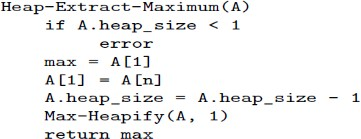 Heap-Extract-Maximum(A)
if A.heap_size < 1
error
max = A[1]
A[1] = A[n]
A.heap_size = A.heap_size - 1
Max-Heapify(A, 1)
return max